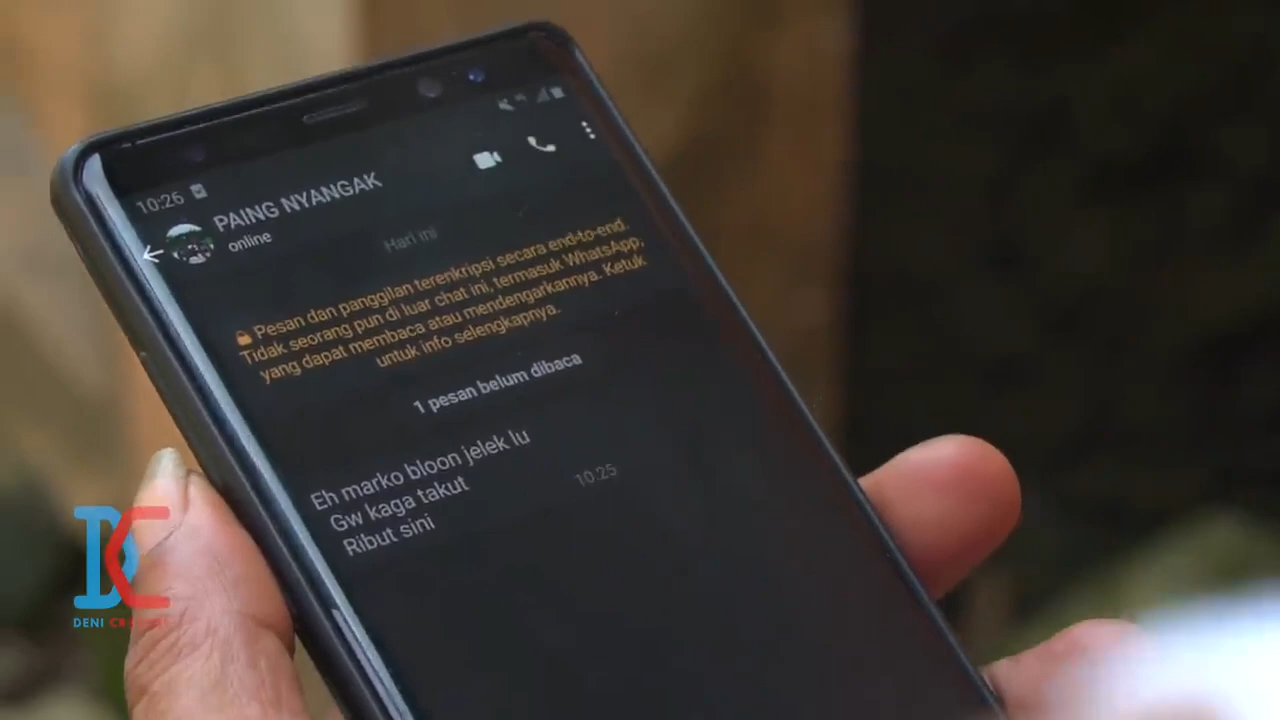 10:26
PAING NYANGAK
online
Hari ini
Pesan dan panggilan terenkripsi secara end-to-end.
Tidak seorang pun di luar chat ini, termasuk WhatsApp,
yang dapat membaca atau mendengarkannya. Ketuk
untuk info selengkapnya.
1 pesan belum dibaca
Eh marko bloon jelek lu
Gw kaga takut
Ribut sini
10:25
DC
DENI